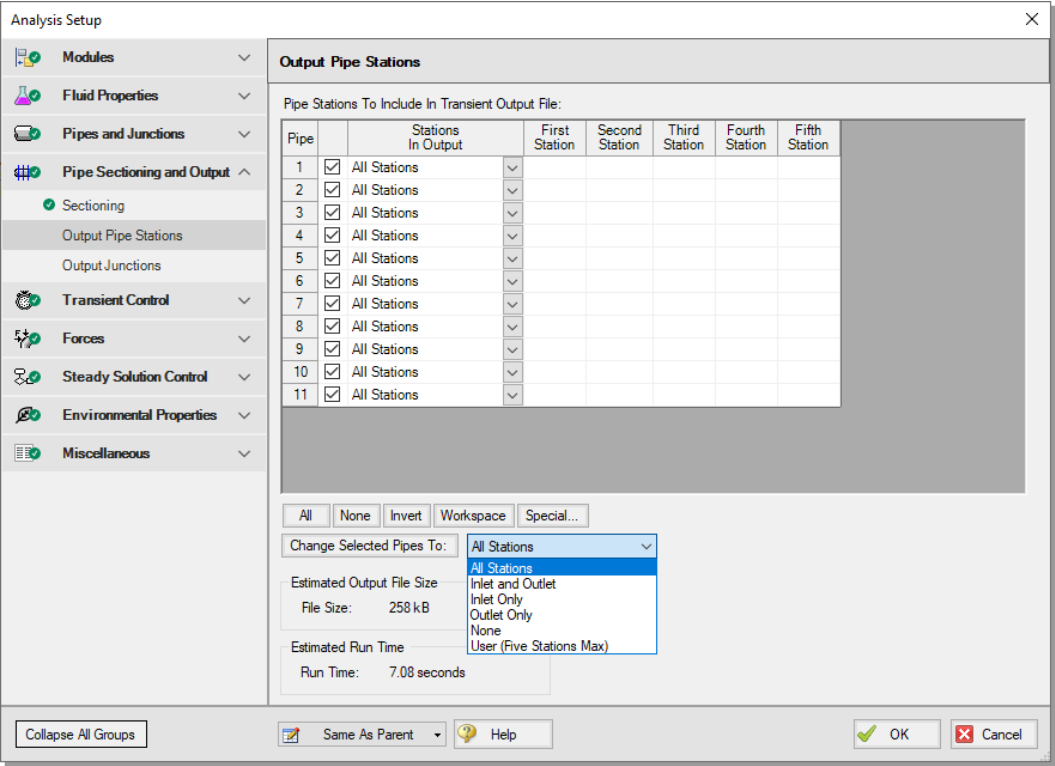 Analysis Setup
Modules
Fluid Properties
Pipes and Junctions
Pipe Sectioning and Output
Sectioning
Output Pipe Stations
Output Junctions
Transient Control
Forces
Steady Solution Control
Environmental Properties
Miscellaneous
Collapse All Groups
Output Pipe Stations
Pipe Stations To Include In Transient Output File:
Pipe Stations In Output First Station Second Station Third Station Fourth Station Fifth Station
1 All Stations
2 All Stations
3 All Stations
4 All Stations
5 All Stations
6 All Stations
7 All Stations
8 All Stations
9 All Stations
10 All Stations
11 All Stations
All None Invert Workspace Special...
Change Selected Pipes To: All Stations
All Stations
Inlet and Outlet
Inlet Only
Outlet Only
None
User (Five Stations Max)
Estimated Output File Size
File Size: 258 kB
Estimated Run Time
Run Time: 7.08 seconds
Same As Parent Help OK Cancel